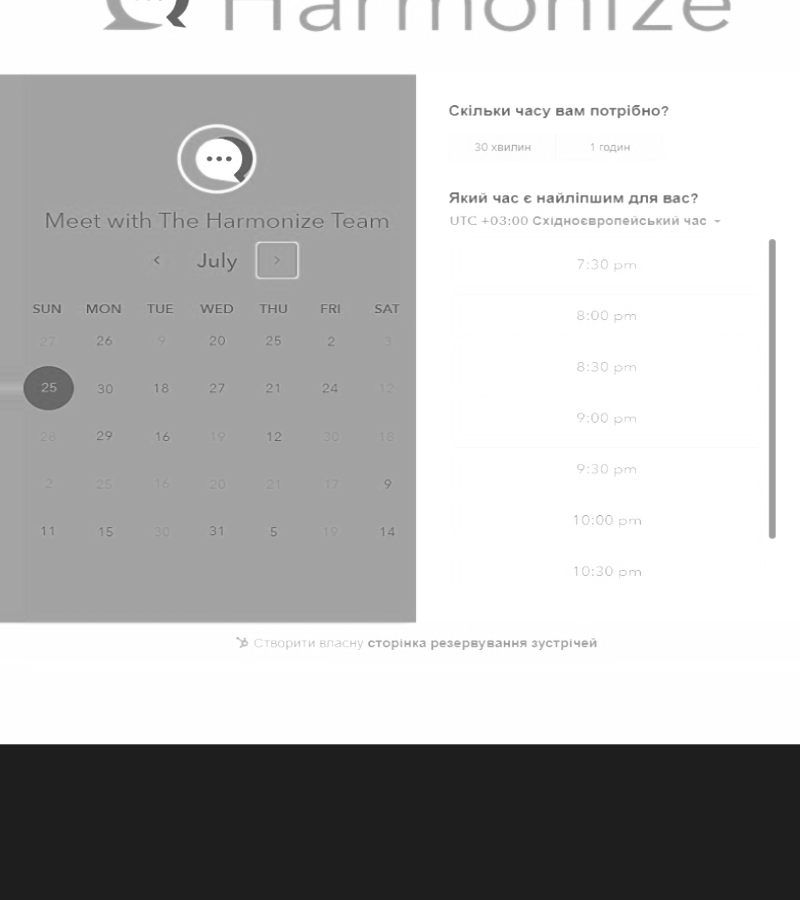 Harmonize
Meet with The Harmonize Team
July
SUN MON TUE WED THU FRI SAT
27 26 9 20 25 2 3
25 30 18 27 21 24 12
28 29 16 19 12 30 18
2 25 16 20 21 17 9
11 15 30 31 5 19 14
Скільки часу вам потрібно?
30 хвилин 1 годин
Який час є найліпшим для вас?
UTC +03:00 Східноєвропейський час
7:30 pm
8:00 pm
8:30 pm
9:00 pm
9:30 pm
10:00 pm
10:30 pm
Створити власну сторінка резервування зустрічей